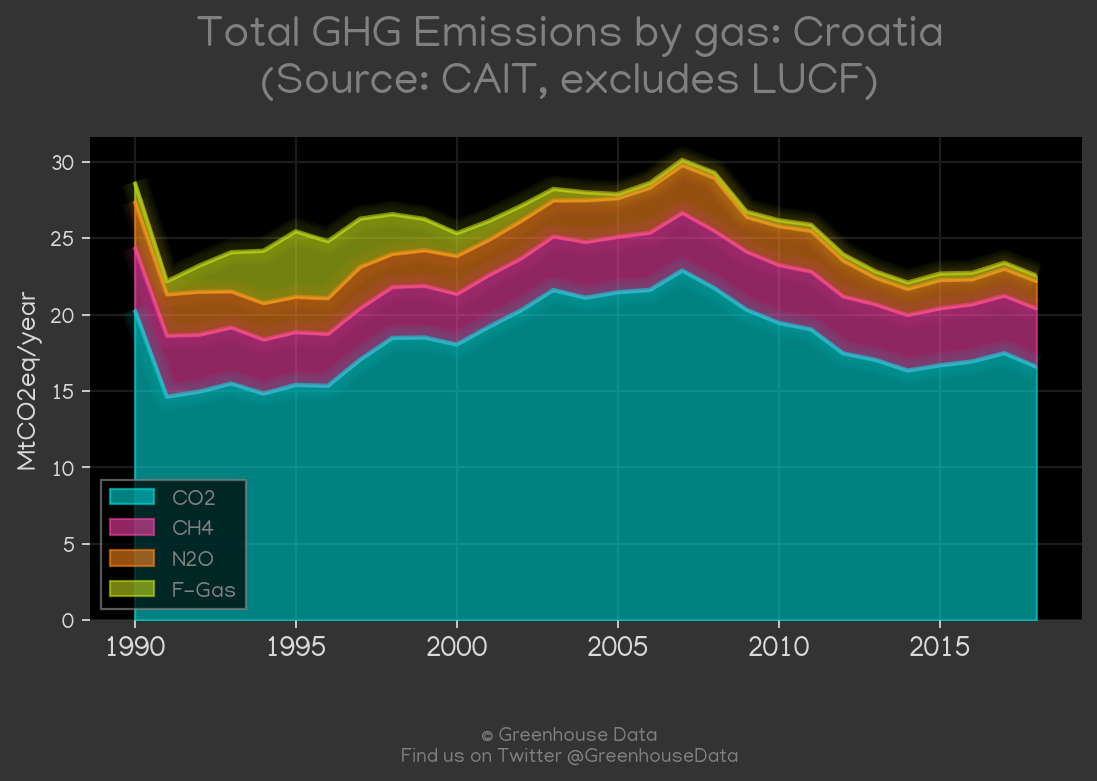 Total GHG Emissions by gas: Croatia
(Source: CAIT, excludes LUCF)
MtCO2eq/year
30
25
20
15
10
5
0
CO2
CH4
N2O
F-Gas
1990 1995 2000 2005 2010 2015
© Greenhouse Data
Find us on Twitter @GreenhouseData